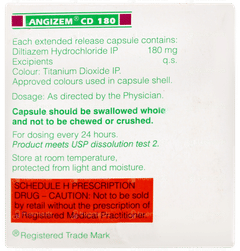 ANGIZEM® CD 180
Each extended release capsule contains:
Diltiazem Hydrochloride IP 180 mg
Excipients q.s.
Colour: Titanium Dioxide IP.
Approved colours used in capsule shell.
Dosage: As directed by the Physician.
Capsule should be swallowed whole
and not to be chewed or crushed.
For dosing every 24 hours.
Product meets USP dissolution test 2.
Store at room temperature,
protected from light and moisture.
SCHEDULE H PRESCRIPTION
DRUG – CAUTION: Not to be sold
by retail without the prescription of
a Registered Medical Practitioner.
® Registered Trade Mark